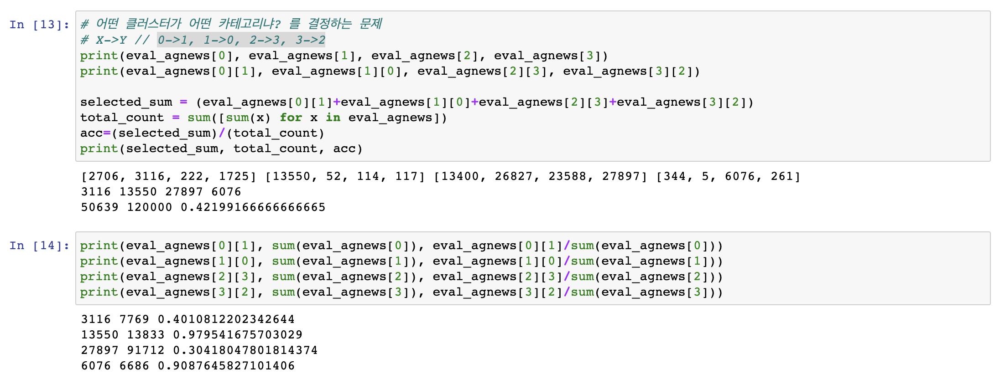 In [13]:
# 어떤 클러스터가 어떤 카테고리냐? 를 결정하는 문제
# X->Y // 0->1, 1->0, 2->3, 3->2
print(eval_agnews[0], eval_agnews[1], eval_agnews[2], eval_agnews[3])
print(eval_agnews[0][1], eval_agnews[1][0], eval_agnews[2][3], eval_agnews[3][2])
selected_sum = (eval_agnews[0][1]+eval_agnews[1][0]+eval_agnews[2][3]+eval_agnews[3][2])
total_count = sum([sum(x) for x in eval_agnews])
acc=(selected_sum)/(total_count)
print(selected_sum, total_count, acc)
[2706, 3116, 222, 1725] [13550, 52, 114, 117] [13400, 26827, 23588, 27897] [344, 5, 6076, 261]
3116 13550 27897 6076
50639 120000 0.42199166666666665
In [14]:
print(eval_agnews[0][1], sum(eval_agnews[0]), eval_agnews[0][1]/sum(eval_agnews[0]))
print(eval_agnews[1][0], sum(eval_agnews[1]), eval_agnews[1][0]/sum(eval_agnews[1]))
print(eval_agnews[2][3], sum(eval_agnews[2]), eval_agnews[2][3]/sum(eval_agnews[2]))
print(eval_agnews[3][2], sum(eval_agnews[3]), eval_agnews[3][2]/sum(eval_agnews[3]))
3116 7769 0.4010812202342644
13550 13833 0.979541675703029
27897 91712 0.30418047801814374
6076 6686 0.9087645827101406